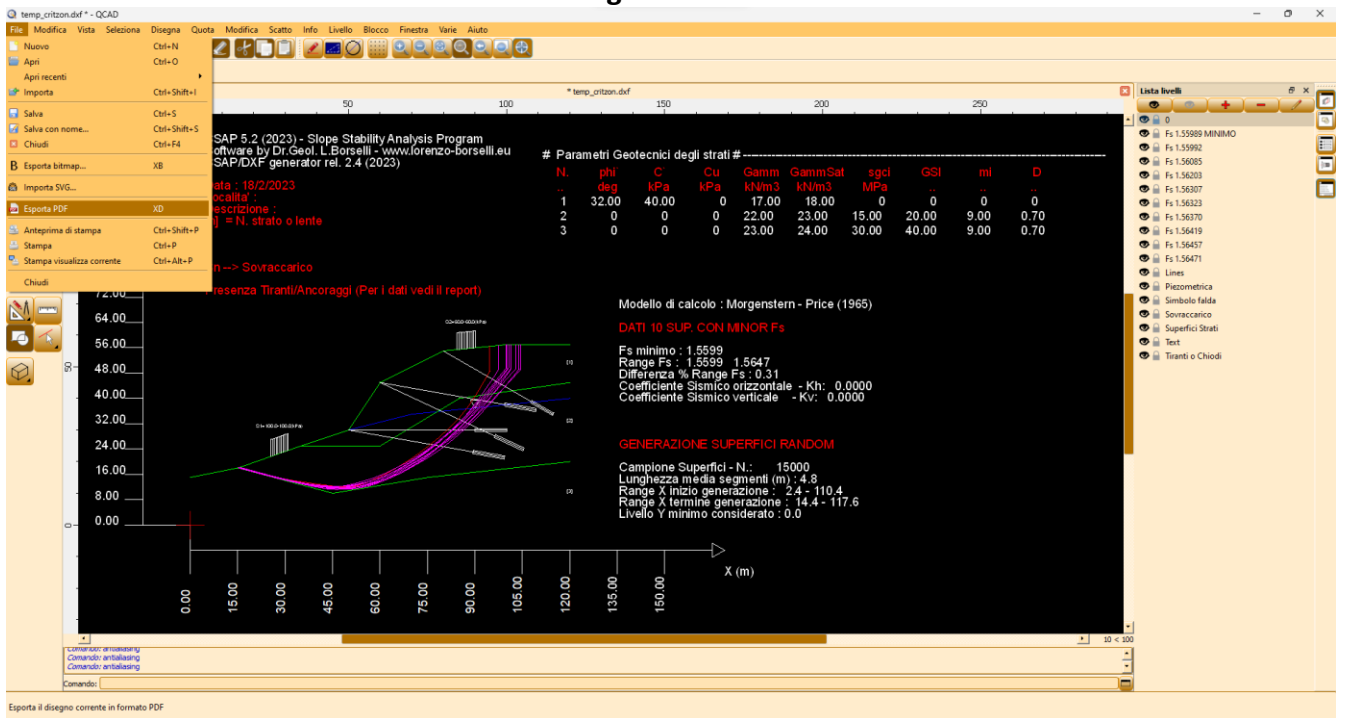 temp_critzon.dxf * - QCAD
File Modifica Vista Seleziona Disegna Quota Modifica Scatto Info Livello Blocco Finestra Varie Aiuto
Nuovo Ctrl+N
Apri Ctrl+O
Apri recenti
Importa Ctrl+Shift+I
Salva Ctrl+S
Salva con nome... Ctrl+Shift+S
Chiudi Ctrl+F4
Esporta bitmap... XB
Importa SVG...
Esporta PDF XD
Anteprima di stampa Ctrl+Shift+P
Stampa Ctrl+P
Stampa visualizza corrente Ctrl+Alt+P
Chiudi
* temp_critzon.dxf
50 100 150 200 250
SAP 5.2 (2023) - Slope Stability Analysis Program
oftware by Dr.Geol. L.Borselli - www.lorenzo-borselli.eu
SAP/DXF generator rel. 2.4 (2023)
ata : 18/2/2023
ocalita' :
escrizione :
n] = N. strato o lente
n --> Sovraccarico
Presenza Tiranti/Ancoraggi (Per i dati vedi il report)
# Parametri Geotecnici degli strati #
N. phi C Cu Gamm GammSat sgci GSI mi D
.. deg kPa kPa kN/m3 kN/m3 MPa .. .. ..
1 32.00 40.00 0 17.00 18.00 0 0 0 0
2 0 0 0 22.00 23.00 15.00 20.00 9.00 0.70
3 0 0 0 23.00 24.00 30.00 40.00 9.00 0.70
72.00
64.00
56.00
48.00
40.00
32.00
24.00
16.00
8.00
0.00
50
0
[1]
[2]
[3]
Modello di calcolo : Morgenstern - Price (1965)
DATI 10 SUP. CON MINOR Fs
Fs minimo : 1.5599
Range Fs : 1.5599 1.5647
Differenza % Range Fs : 0.31
Coefficiente Sismico orizzontale - Kh: 0.0000
Coefficiente Sismico verticale - Kv: 0.0000
GENERAZIONE SUPERFICI RANDOM
Campione Superfici - N.: 15000
Lunghezza media segmenti (m) : 4.8
Range X inizio generazione : 2.4 - 110.4
Range X termine generazione : 14.4 - 117.6
Livello Y minimo considerato : 0.0
X (m)
0.00 15.00 30.00 45.00 60.00 75.00 90.00 105.00 120.00 135.00 150.00
10 < 100
Lista livelli
0
Fs 1.55989 MINIMO
Fs 1.55992
Fs 1.56085
Fs 1.56203
Fs 1.56307
Fs 1.56323
Fs 1.56370
Fs 1.56419
Fs 1.56457
Fs 1.56471
Lines
Piezometrica
Simbolo falda
Sovraccarico
Superfici Strati
Text
Tiranti o Chiodi
Comando: antialiasing
Comando: antialiasing
Comando: antialiasing
Comando:
Esporta il disegno corrente in formato PDF